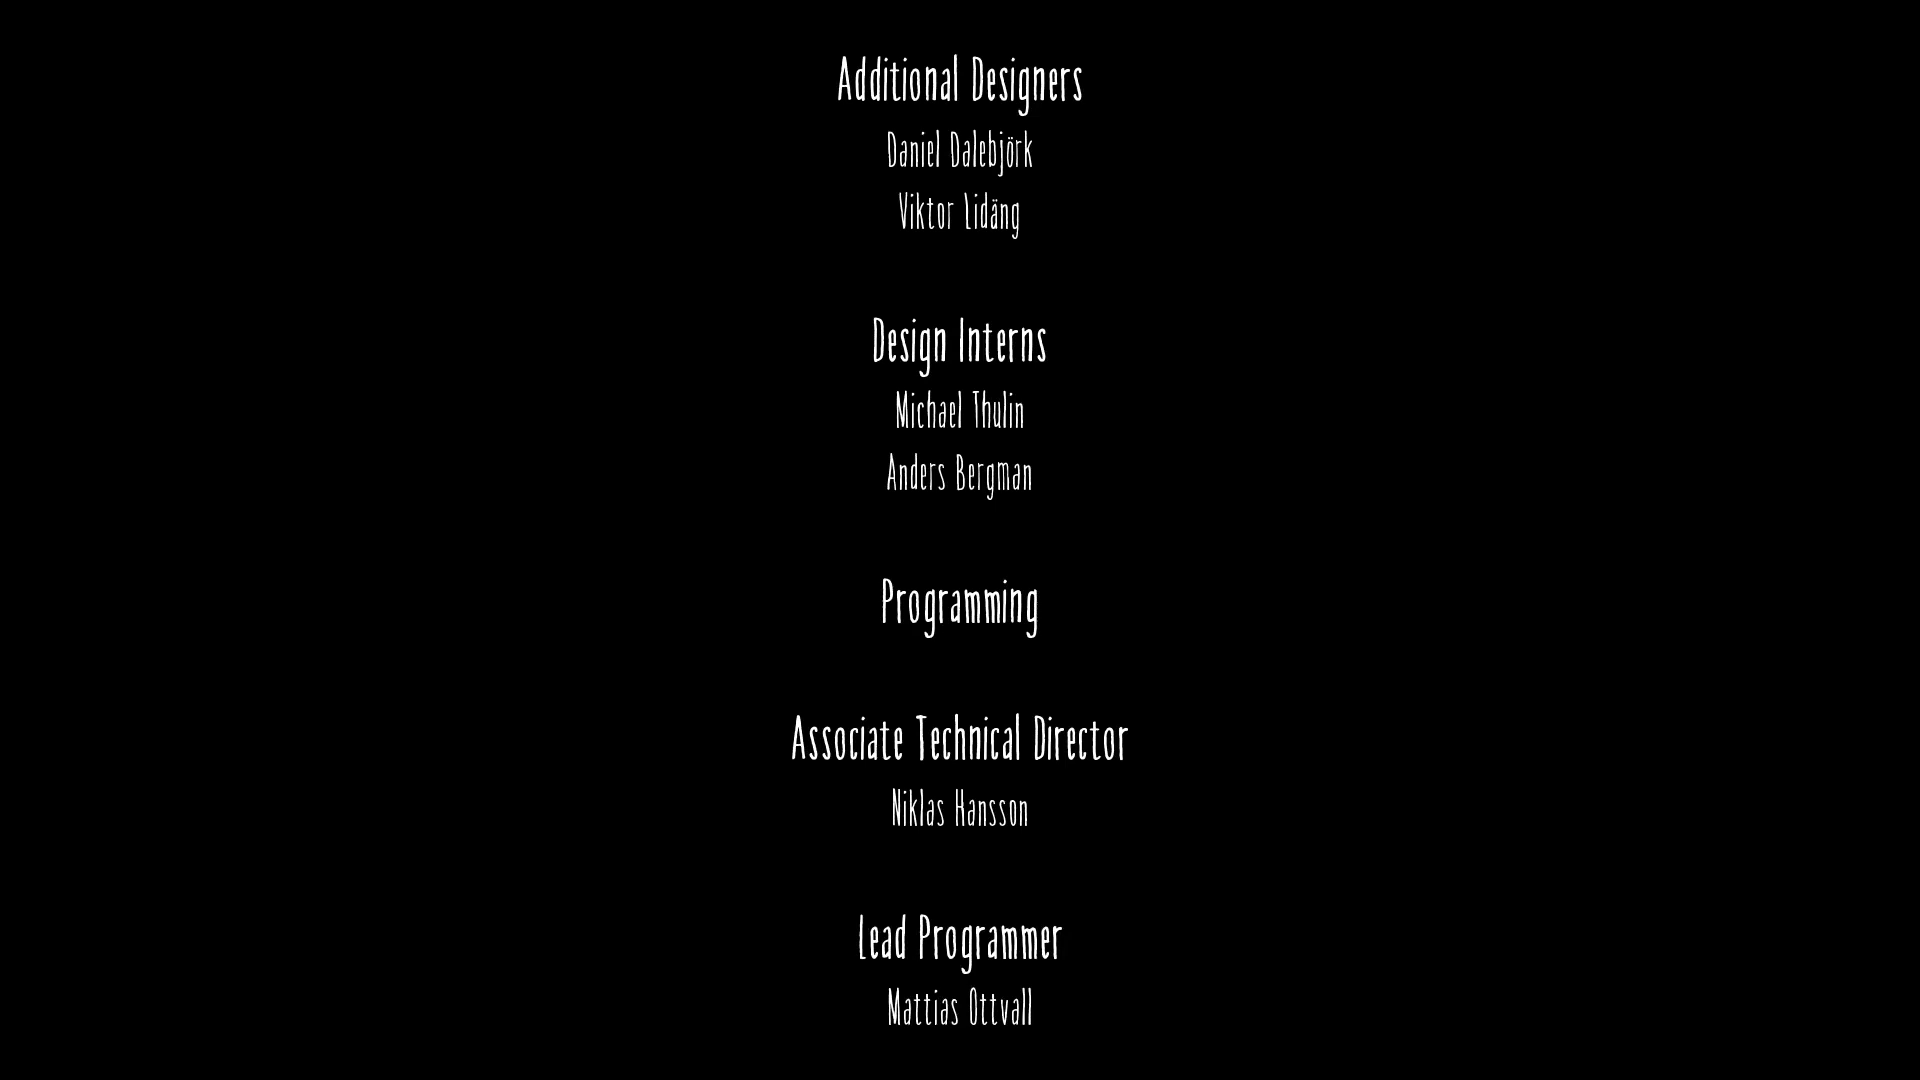 Additional Designers
Daniel Dalebjörk
Viktor Lidäng
Design Interns
Michael Thulin
Anders Bergman
Programming
Associate Technical Director
Niklas Hansson
Lead Programmer
Mattias Ottvall